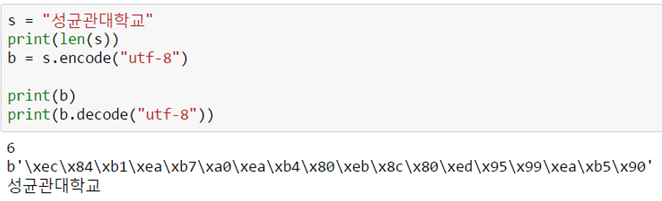 s = "성균관대학교"
print(len(s))
b = s.encode("utf-8")
print(b)
print(b.decode("utf-8"))
6
b'\xec\x84\xb1\xea\xb7\xa0\xea\xb4\x80\xeb\x8c\x80\xed\x95\x99\xea\xb5\x90'
성균관대학교